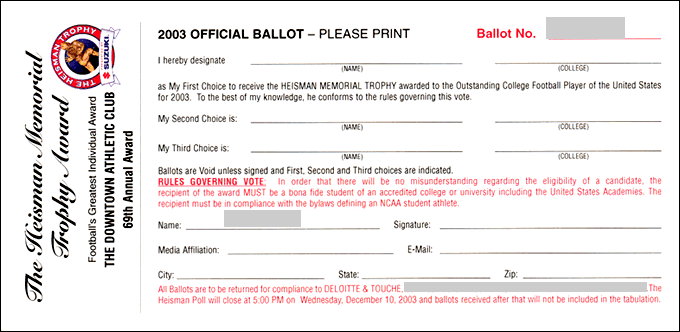 The Heisman Memorial
Trophy Award
Football's Greatest Individual Award
THE DOWNTOWN ATHLETIC CLUB
69th Annual Award
THE HEISMAN TROPHY
SUZUKI
2003 OFFICIAL BALLOT – PLEASE PRINT
Ballot No.
I hereby designate
(NAME) (COLLEGE)
as My First Choice to receive the HEISMAN MEMORIAL TROPHY awarded to the Outstanding College Football Player of the United States
for 2003. To the best of my knowledge, he conforms to the rules governing this vote.
My Second Choice is:
(NAME) (COLLEGE)
My Third Choice is:
(NAME) (COLLEGE)
Ballots are Void unless signed and First, Second and Third choices are indicated.
RULES GOVERNING VOTE: In order that there will be no misunderstanding regarding the eligibility of a candidate, the
recipient of the award MUST be a bona fide student of an accredited college or university including the United States Academies. The
recipient must be in compliance with the bylaws defining an NCAA student athlete.
Name: Signature:
Media Affiliation: E-Mail:
City: State: Zip:
All Ballots are to be returned for compliance to DELOITTE & TOUCHE, The
Heisman Poll will close at 5:00 PM on Wednesday, December 10, 2003 and ballots received after that will not be included in the tabulation.